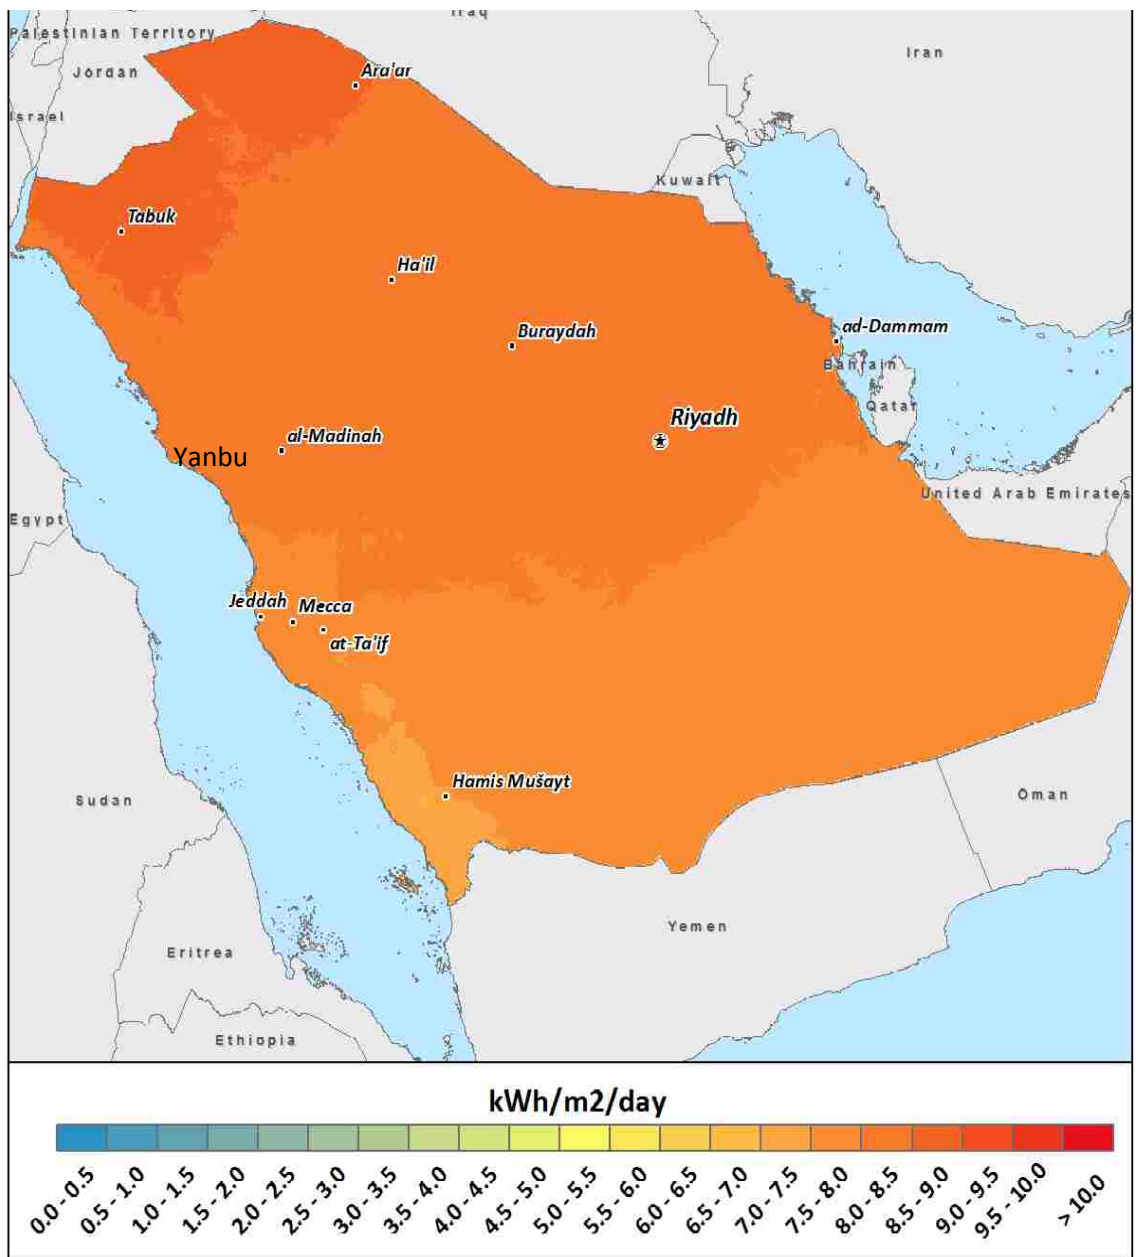 Iraq
Palestinian Territory
Iran
Ara'ar
Jordan
Israel
Kuwait
Tabuk
Ha'il
Buraydah
ad-Dammam
Bahrain
Qatar
Riyadh
al-Madinah
Yanbu
United Arab Emirates
Egypt
Jeddah
Mecca
at-Ta'if
Hamis Mušayt
Sudan
Oman
Yemen
Eritrea
Ethiopia
kWh/m2/day
0.0 - 0.5
0.5 - 1.0
1.0 - 1.5
1.5 - 2.0
2.0 - 2.5
2.5 - 3.0
3.0 - 3.5
3.5 - 4.0
4.0 - 4.5
4.5 - 5.0
5.0 - 5.5
5.5 - 6.0
6.0 - 6.5
6.5 - 7.0
7.0 - 7.5
7.5 - 8.0
8.0 - 8.5
8.5 - 9.0
9.0 - 9.5
9.5 - 10.0
> 10.0